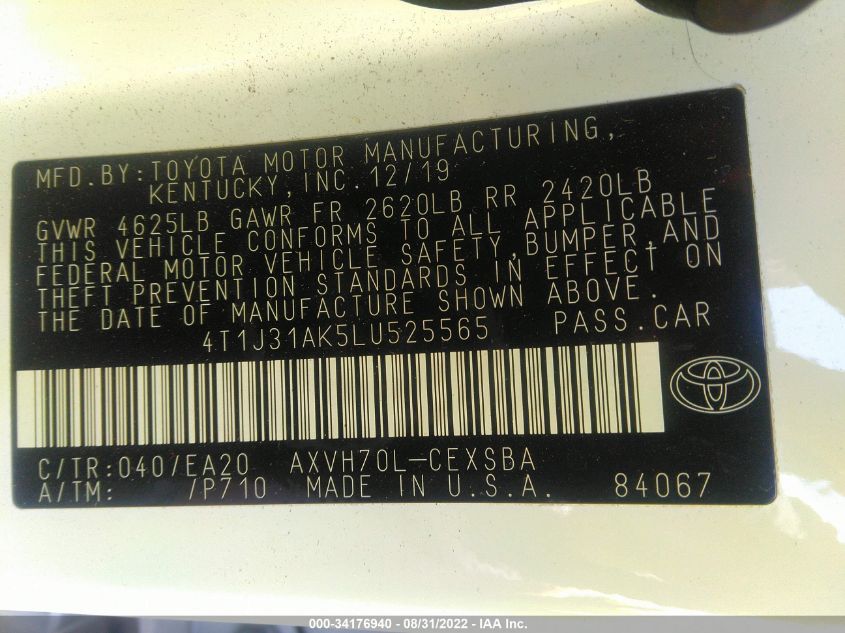 MFD.BY:TOYOTA MOTOR MANUFACTURING,
KENTUCKY,INC.12/19
GVWR 4625LB GAWR FR 2620LB RR 2420LB
THIS VEHICLE CONFORMS TO ALL APPLICABLE
FEDERAL MOTOR VEHICLE SAFETY,BUMPER,AND
THEFT PREVENTION STANDARDS IN EFFECT ON
THE DATE OF MANUFACTURE SHOWN ABOVE.
4T1J31AK5LU525565 PASS.CAR
C/TR:040/EA20 AXVH70L-CEXSBA
A/TM: /P710 MADE IN U.S.A. 84067
000-34176940 - 08/31/2022 - IAA Inc.